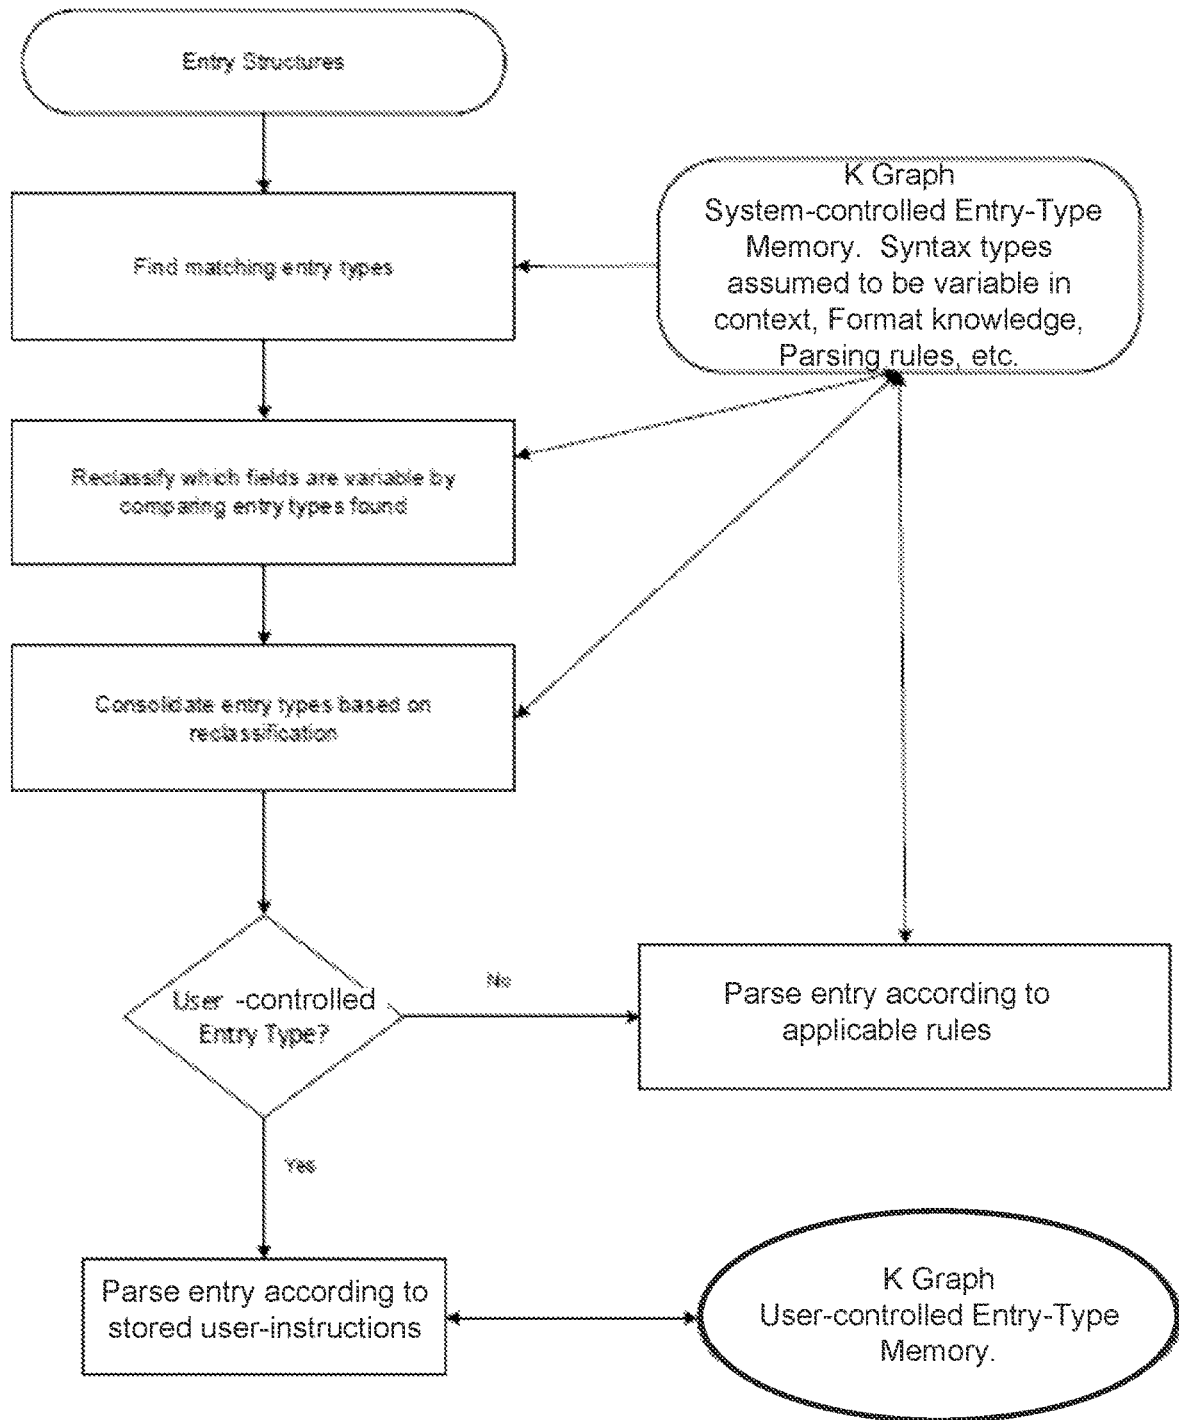 Entry Structures
K Graph
System-controlled Entry-Type
Memory.  Syntax types
assumed to be variable in
context, Format knowledge,
Parsing rules, etc.
Find matching entry types
Reclassify which fields are variable by
comparing entry types found
Consolidate entry types based on
reclassification
User -controlled
Entry Type?
No
Parse entry according to
applicable rules
Yes
Parse entry according to
stored user-instructions
K Graph
User-controlled Entry-Type
Memory.